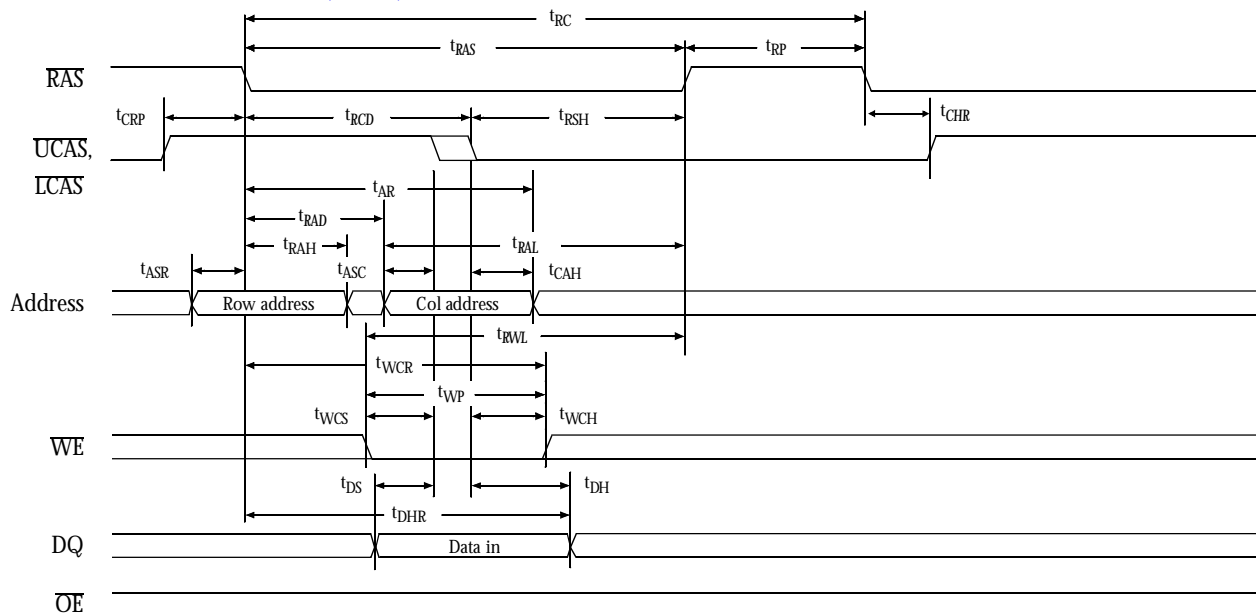 tRC
tRAS tRP
RAS
tCRP tRCD tRSH tCHR
UCAS,
LCAS
tAR
tRAD
tRAH tRAL
tASR tASC tCAH
Address Row address Col address
tRWL
tWCR
tWP
tWCS tWCH
WE
tDS tDH
tDHR
DQ Data in
OE